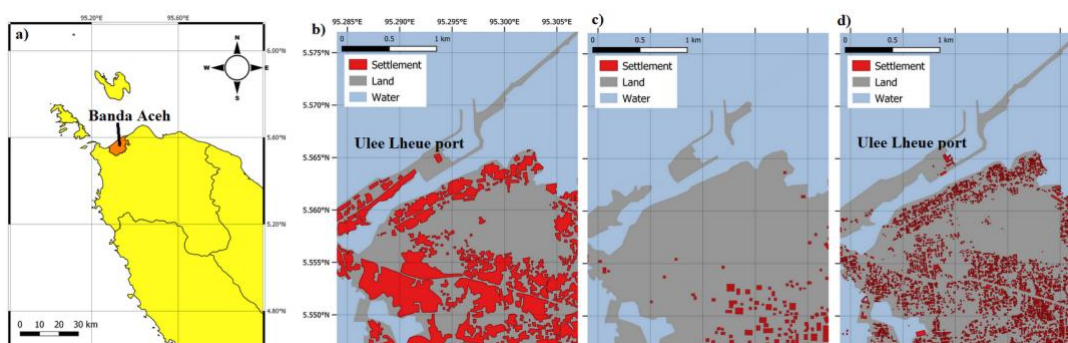 a)
95.20°E
95.60°E
6.00°N
5.60°N
5.20°N
4.80°N
N
W
E
S
Banda Aceh
0 10 20 30 km
b)
95.285°E 95.290°E 95.295°E 95.300°E 95.305°E
5.575°N
5.570°N
5.565°N
5.560°N
5.555°N
5.550°N
0 0.5 1 km
Settlement
Land
Water
Ulee Lheue port
c)
0 0.5 1 km
Settlement
Land
Water
d)
0 0.5 1 km
Settlement
Land
Water
Ulee Lheue port